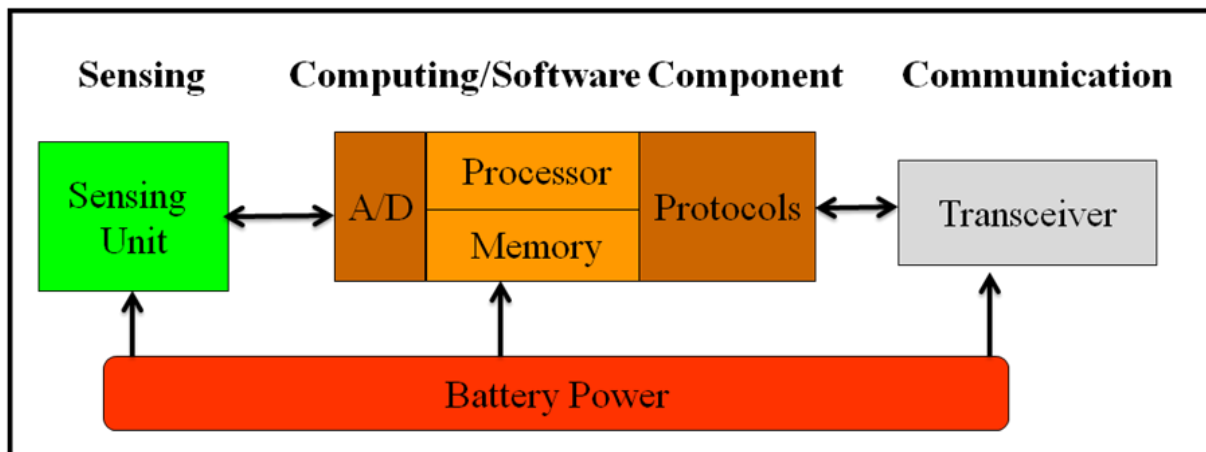 Sensing
Computing/Software Component
Communication
Sensing
Unit
A/D
Processor
Memory
Protocols
Transceiver
Battery Power